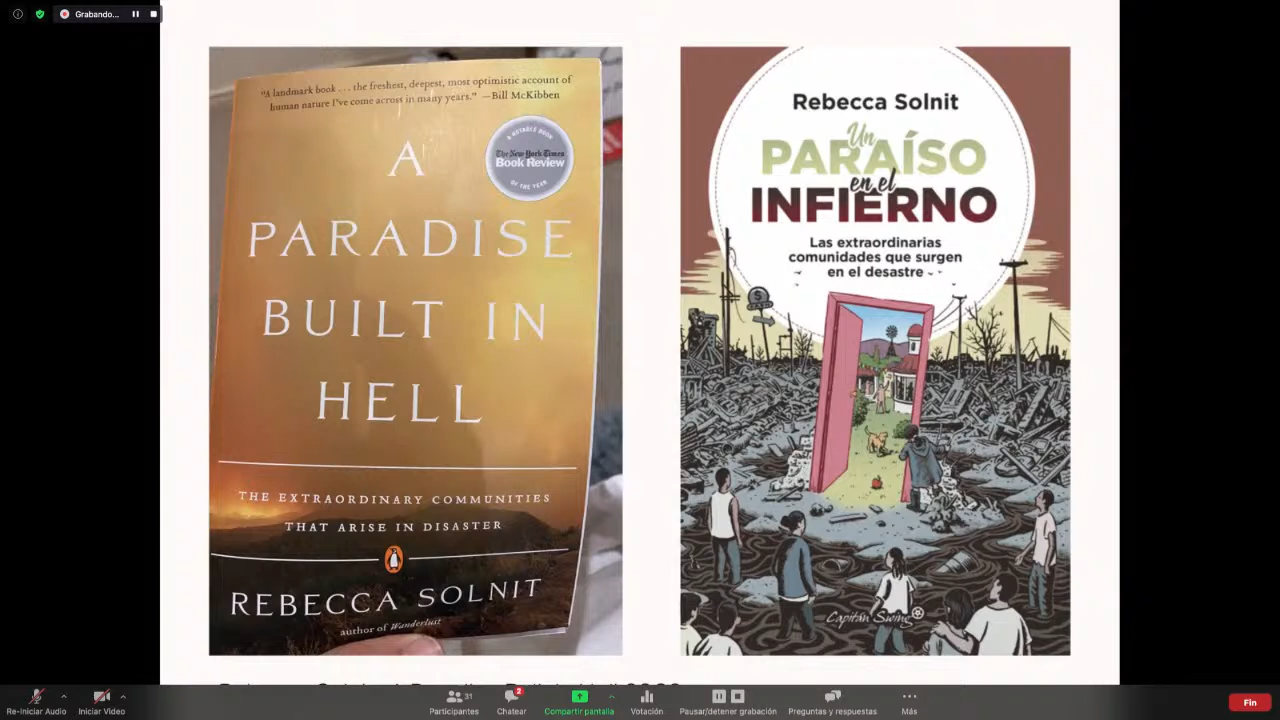 Grabando...
"A landmark book . . . the freshest, deepest, most optimistic account of
human nature I've come across in many years." —Bill McKibben
A NOTABLE BOOK
The New York Times
Book Review
OF THE YEAR
A
PARADISE
BUILT IN
HELL
THE EXTRAORDINARY COMMUNITIES
THAT ARISE IN DISASTER
REBECCA SOLNIT
author of Wanderlust
Rebecca Solnit
Un
PARAÍSO
en el
INFIERNO
Las extraordinarias
comunidades que surgen
en el desastre
$
Capitán Swing
Re-iniciar Audio
Iniciar Video
Participantes
31
Chatear
2
Compartir pantalla
Votación
Pausar/detener grabación
Preguntas y respuestas
Más
Fin